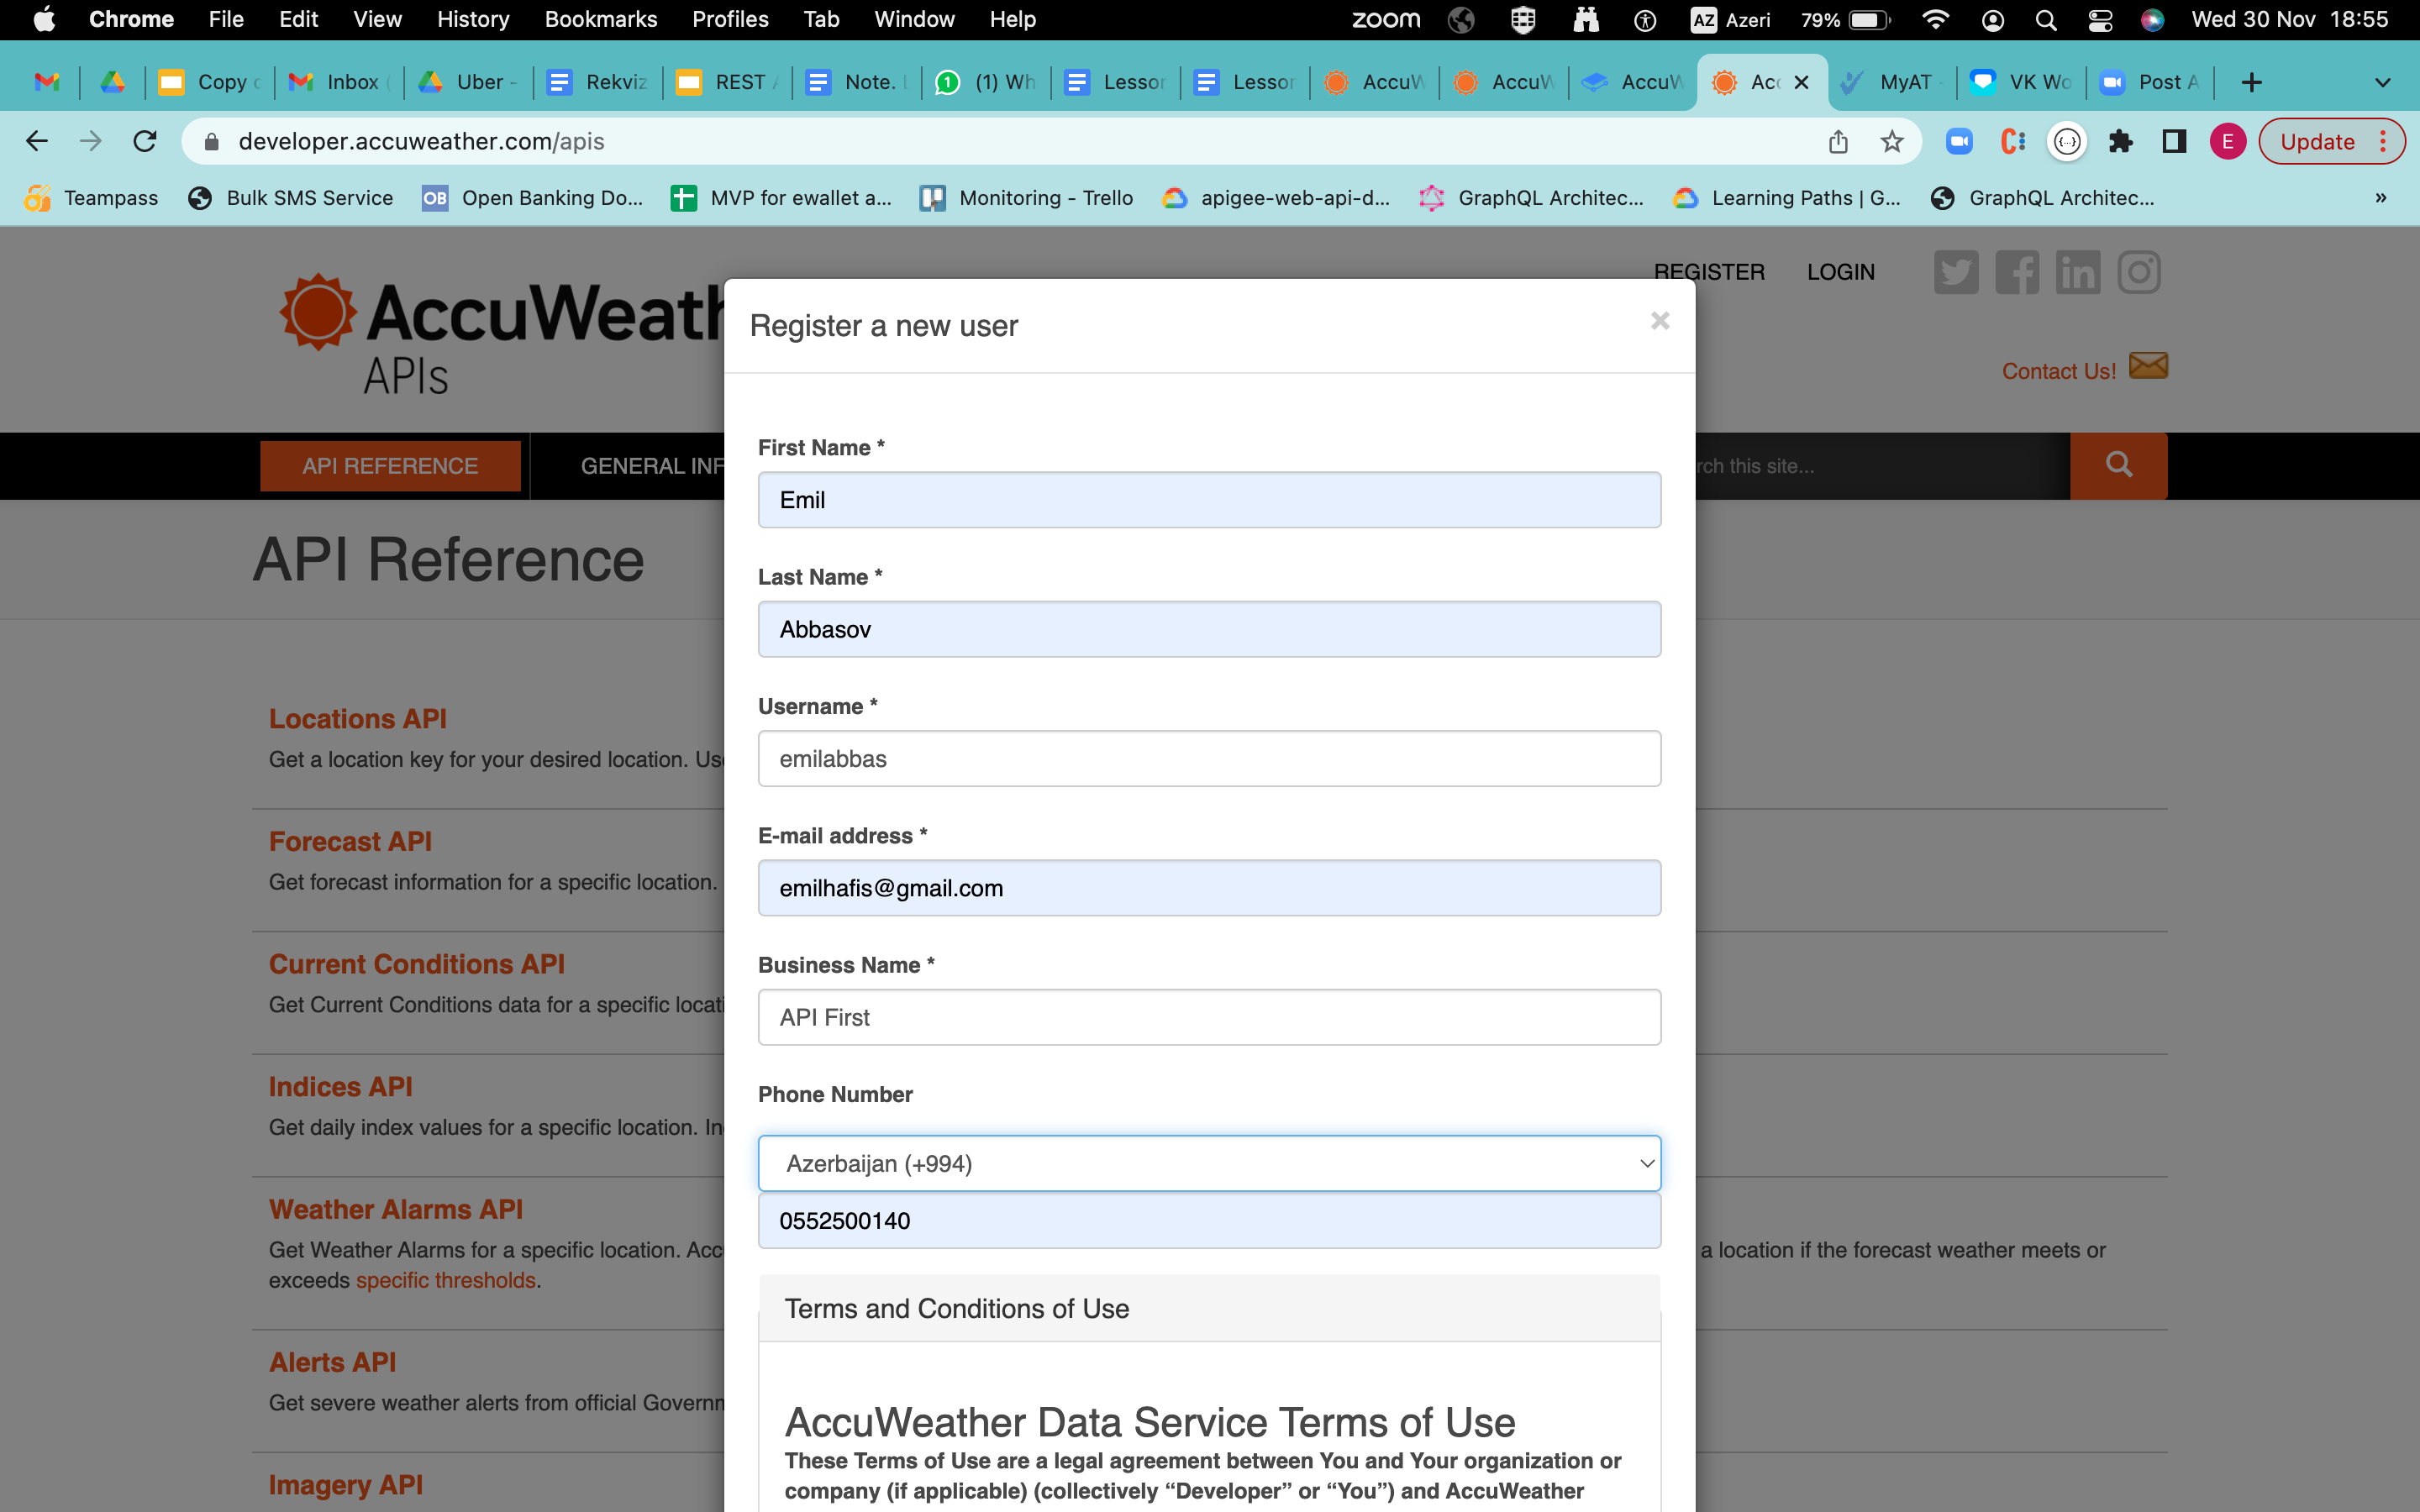 Chrome File Edit View History Bookmarks Profiles Tab Window Help zoom AZ Azeri 79% Wed 30 Nov 18:55
Copy Inbox Uber - Rekviz REST Note. (1) Wh Lessor Lessor AccuW AccuW AccuW Acc MyAT VK Wo Post A
developer.accuweather.com/apis E Update
Teampass Bulk SMS Service OB Open Banking Do... MVP for ewallet a... Monitoring - Trello apigee-web-api-d... GraphQL Architec... Learning Paths | G... GraphQL Architec... »
REGISTER LOGIN
AccuWeath
APIs
Contact Us!
API REFERENCE GENERAL INF rch this site...
API Reference
Locations API
Get a location key for your desired location. Use
Forecast API
Get forecast information for a specific location.
Current Conditions API
Get Current Conditions data for a specific locati
Indices API
Get daily index values for a specific location. In
Weather Alarms API
Get Weather Alarms for a specific location. Acc a location if the forecast weather meets or
exceeds specific thresholds.
Alerts API
Get severe weather alerts from official Governm
Imagery API
Register a new user ×
First Name *
Emil
Last Name *
Abbasov
Username *
emilabbas
E-mail address *
emilhafis@gmail.com
Business Name *
API First
Phone Number
Azerbaijan (+994)
0552500140
Terms and Conditions of Use
AccuWeather Data Service Terms of Use
These Terms of Use are a legal agreement between You and Your organization or
company (if applicable) (collectively “Developer” or “You”) and AccuWeather